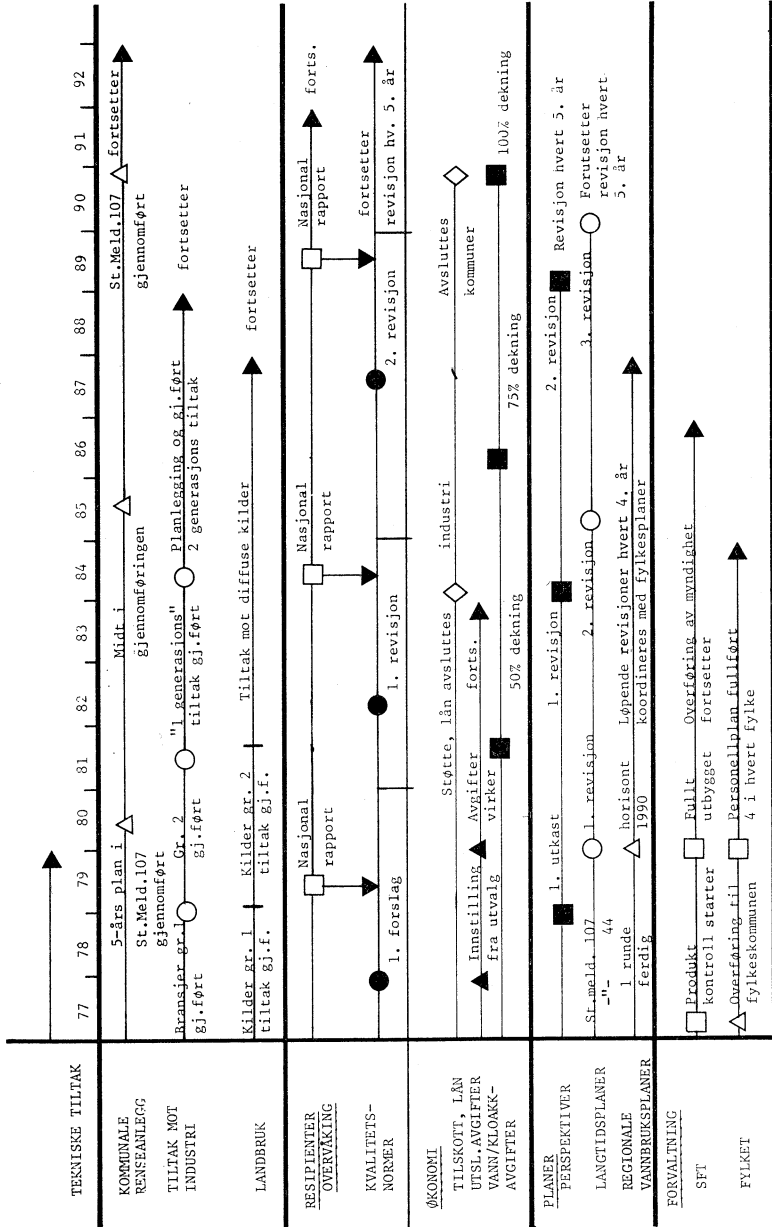 TEKNISKE TILTAK
77 78 79 80 81 82 83 84 85 86 87 88 89 90 91 92
KOMMUNALE
RENSEANLEGG
5-års plan i
St.Meld.107
gjennomført
Midt i
gjennomføringen
St.Meld.107
gjennomført
fortsetter
TILTAK MOT
INDUSTRI
Bransjer gr.1
gj.ført
Gr. 2
gj.ført
"1 generasjons"
tiltak gj.ført
Planlegging og gj.ført
2 generasjons tiltak
fortsetter
LANDBRUK
Kilder gr. 1
tiltak gj.f.
Kilder gr. 2
tiltak gj.f.
Tiltak mot diffuse kilder
fortsetter
RESIPIENTER
OVERVÅKING
Nasjonal
rapport
Nasjonal
rapport
Nasjonal
rapport
forts.
KVALITETS-
NORMER
1. forslag
1. revisjon
2. revisjon
fortsetter
revisjon hv. 5. år
ØKONOMI
TILSKOTT, LÅN
Støtte, lån avsluttes
industri
Avsluttes
kommuner
UTSL.AVGIFTER
Innstilling
fra utvalg
Avgifter
virker
forts.
VANN/KLOAKK-
AVGIFTER
50% dekning
75% dekning
100% dekning
PLANER
PERSPEKTIVER
1. utkast
1. revisjon
2. revisjon
Revisjon hvert 5. år
LANGTIDSPLANER
St.meld. 107
-"- 44
1. revisjon
2. revisjon
3. revisjon
Forutsetter
revisjon hvert
5. år
REGIONALE
VANNBRUKSPLANER
1 runde
ferdig
horisont
1990
Løpende revisjoner hvert 4. år
koordineres med fylkesplaner
FORVALTNING
SFT
Produkt
kontroll starter
Fullt
utbygget
Overføring av myndighet
fortsetter
FYLKET
Overføring til
fylkeskommunen
Personellplan fullført
4 i hvert fylke